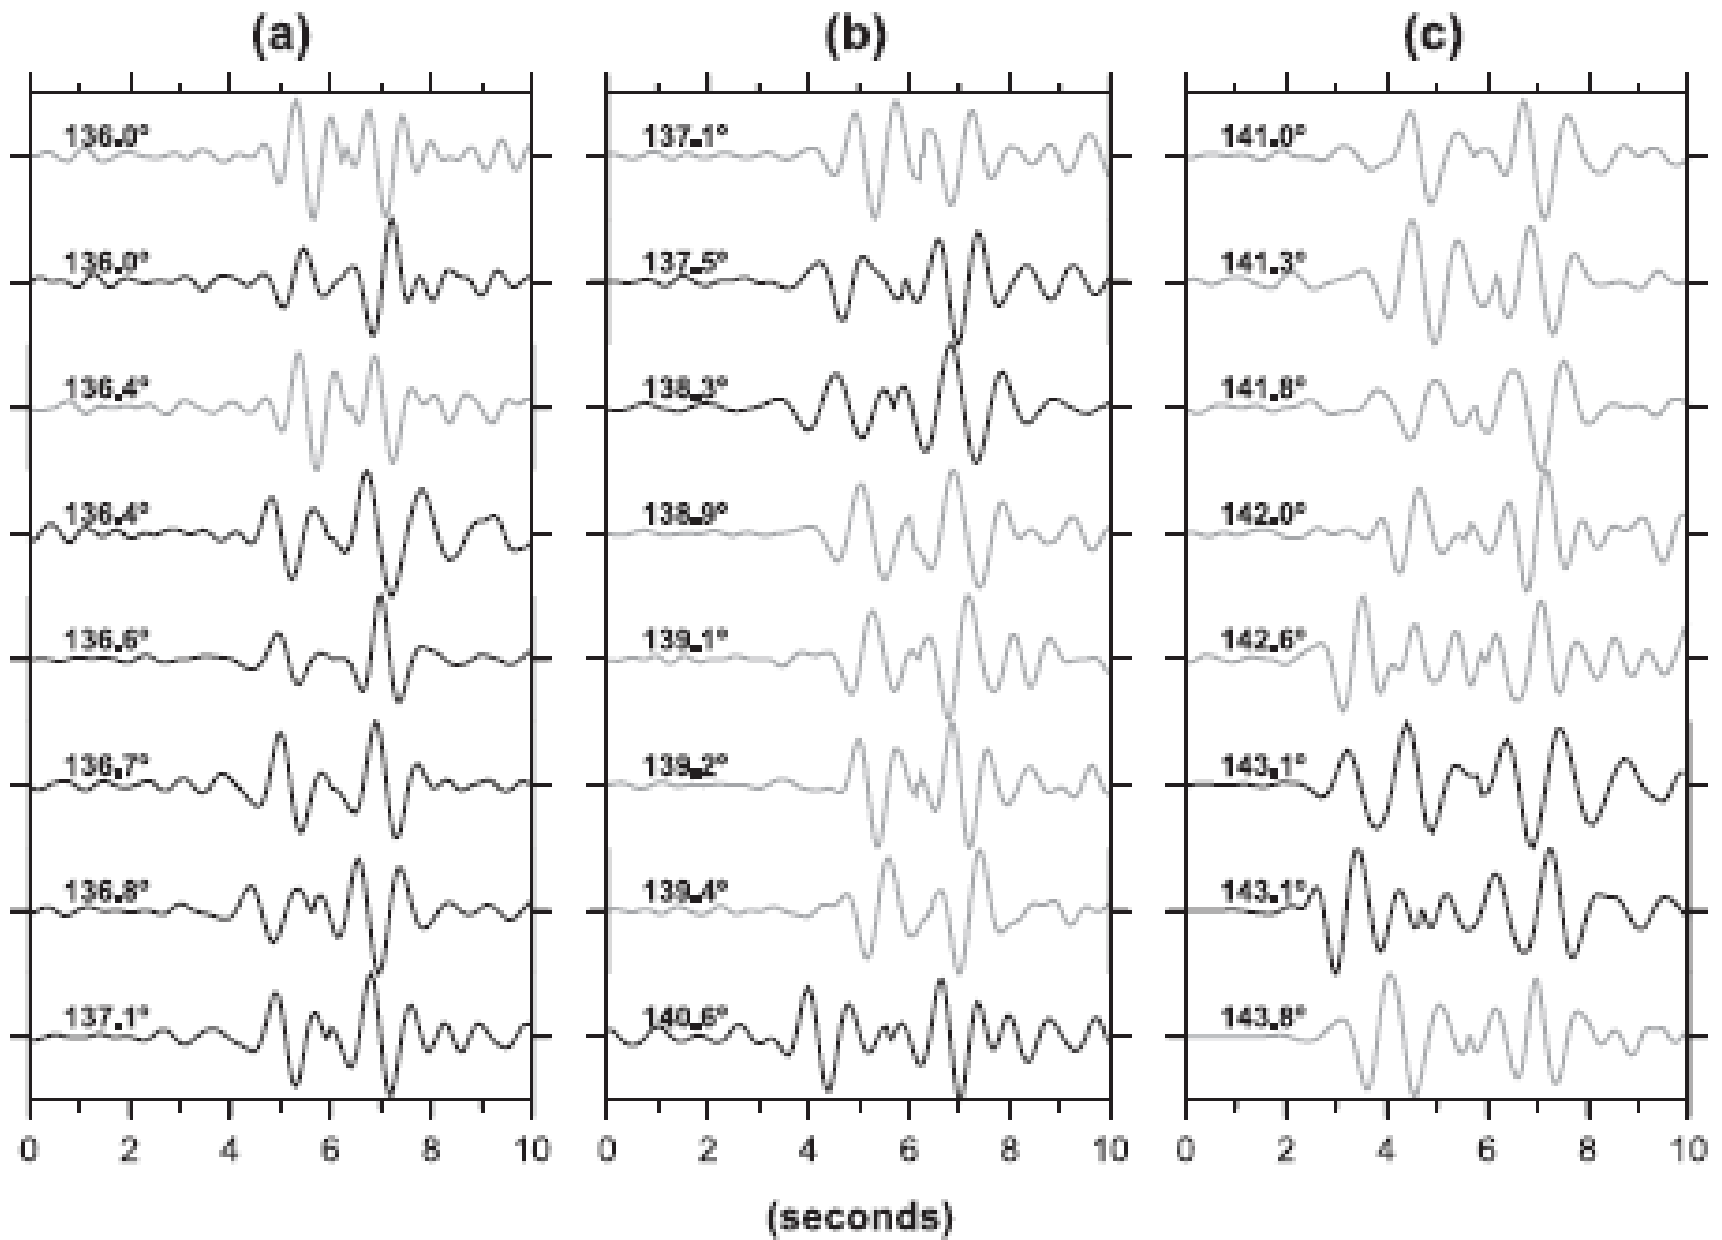 (a) (b) (c)
136.0° 137.1° 141.0°
136.0° 137.5° 141.3°
136.4° 138.3° 141.8°
136.4° 138.9° 142.0°
136.6° 139.1° 142.6°
136.7° 139.2° 143.1°
136.8° 139.4° 143.1°
137.1° 140.6° 143.8°
0 2 4 6 8 10 0 2 4 6 8 10 0 2 4 6 8 10
(seconds)